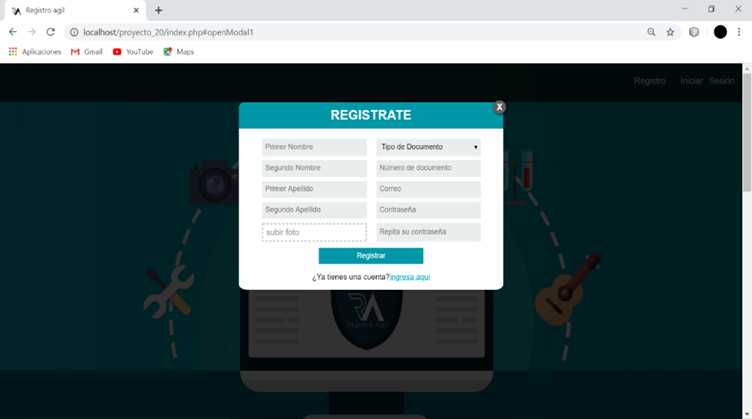 Registro agil
localhost/proyecto_20/index.php#openModal1
Aplicaciones Gmail YouTube Maps
Registro Iniciar Sesión
X
REGISTRATE
Primer Nombre Tipo de Documento
Segundo Nombre Número de documento
Primer Apellido Correo
Segundo Apellido Contraseña
subir foto Repita su contraseña
Registrar
¿Ya tienes una cuenta?ingresa aqui
RA
Registro Agil